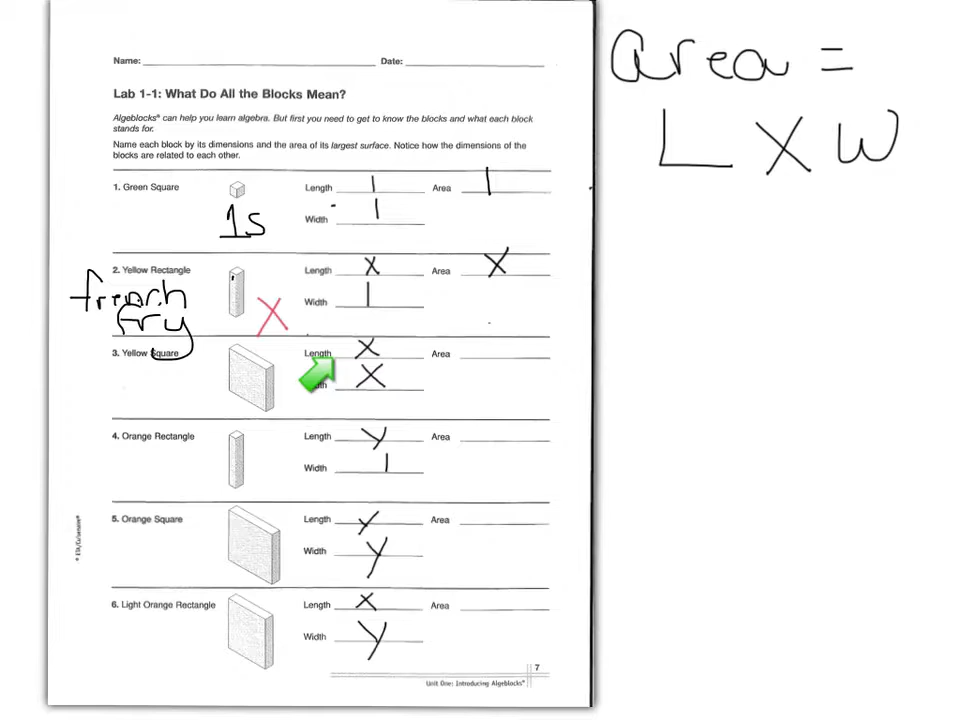 area =
L X W
Name: Date:
Lab 1-1: What Do All the Blocks Mean?
Algeblocks® can help you learn algebra. But first you need to get to know the blocks and what each block
stands for.
Name each block by its dimensions and the area of its largest surface. Notice how the dimensions of the
blocks are related to each other.
1. Green Square Length 1 Area 1
1s Width 1
2. Yellow Rectangle Length x Area x
french fry X Width 1
3. Yellow Square Length x Area
x
4. Orange Rectangle Length y Area
Width 1
5. Orange Square Length y Area
Width y
6. Light Orange Rectangle Length x Area
Width y
7
Unit One: Introducing Algeblocks®